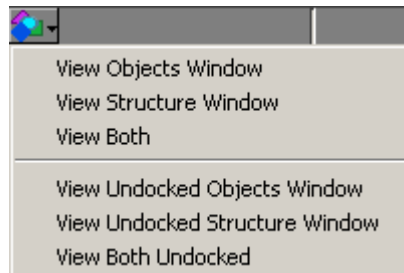 View Objects Window
View Structure Window
View Both
View Undocked Objects Window
View Undocked Structure Window
View Both Undocked